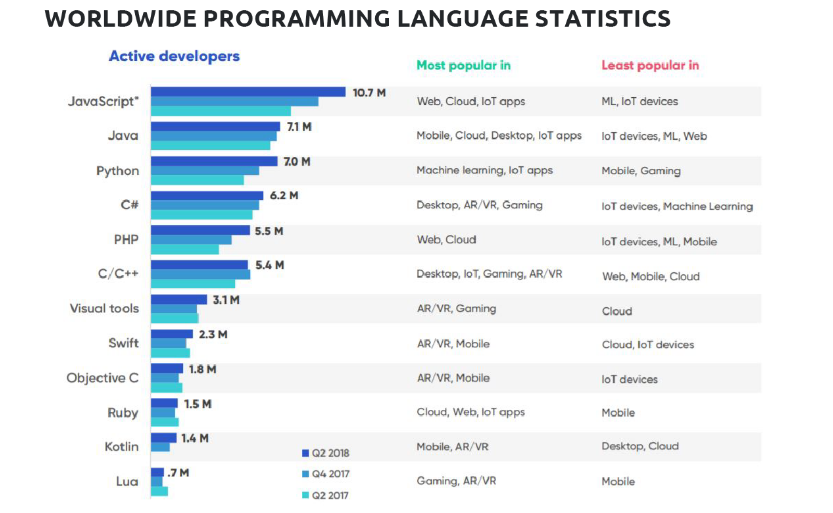 WORLDWIDE PROGRAMMING LANGUAGE STATISTICS
Active developers Most popular in Least popular in
JavaScript* 10.7 M Web, Cloud, IoT apps ML, IoT devices
Java 7.1 M Mobile, Cloud, Desktop, IoT apps IoT devices, ML, Web
Python 7.0 M Machine learning, IoT apps Mobile, Gaming
C# 6.2 M Desktop, AR/VR, Gaming IoT devices, Machine Learning
PHP 5.5 M Web, Cloud IoT devices, ML, Mobile
C/C++ 5.4 M Desktop, IoT, Gaming, AR/VR Web, Mobile, Cloud
Visual tools 3.1 M AR/VR, Gaming Cloud
Swift 2.3 M AR/VR, Mobile Cloud, IoT devices
Objective C 1.8 M AR/VR, Mobile IoT devices
Ruby 1.5 M Cloud, Web, IoT apps Mobile
Kotlin 1.4 M Mobile, AR/VR Desktop, Cloud
Q2 2018
Lua .7 M Q4 2017 Gaming, AR/VR Mobile
Q2 2017